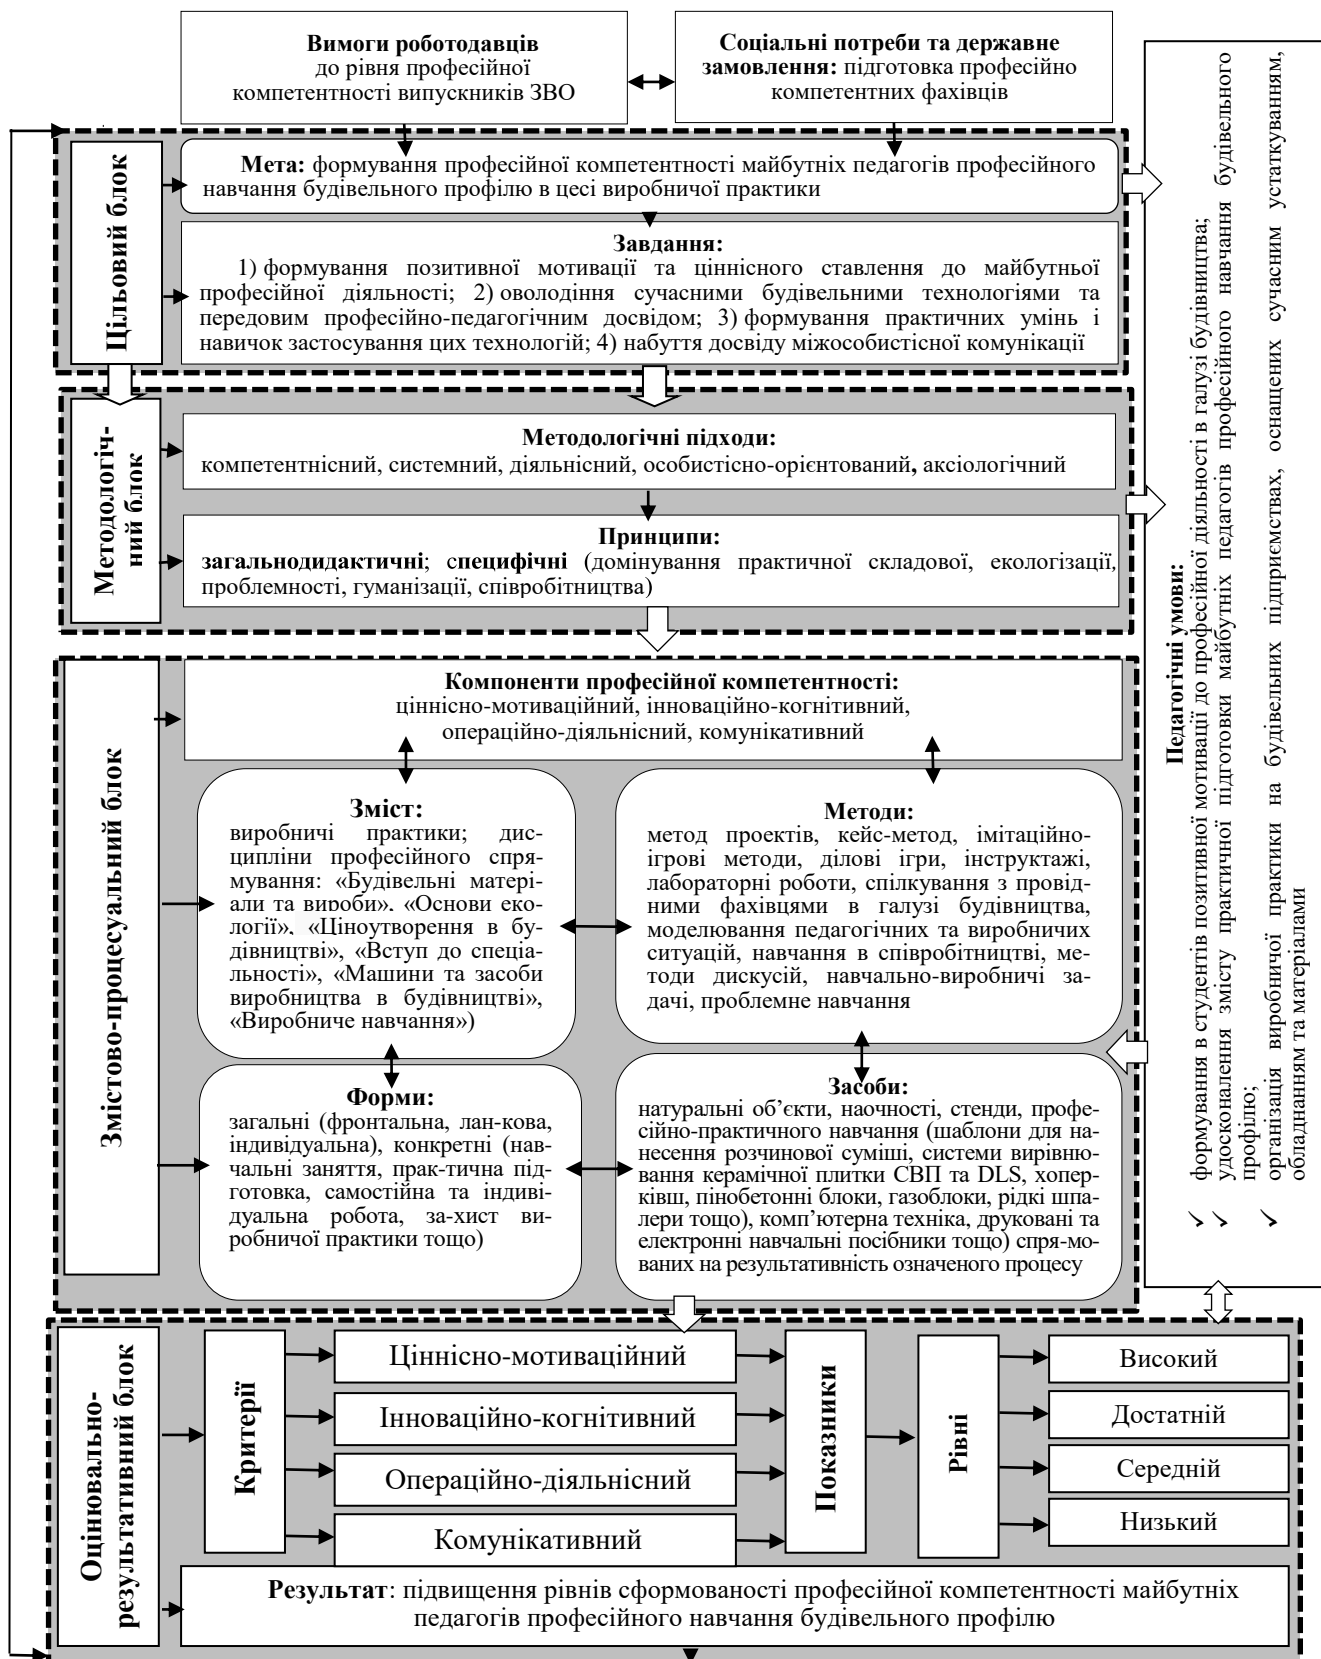 Вимоги роботодавців
до рівня професійної
компетентності випускників ЗВО
Соціальні потреби та державне
замовлення: підготовка професійно
компетентних фахівців
Цільовий блок
Мета: формування професійної компетентності майбутніх педагогів професійного
навчання будівельного профілю в цесі виробничої практики
Завдання:
1) формування позитивної мотивації та ціннісного ставлення до майбутньої
професійної діяльності; 2) оволодіння сучасними будівельними технологіями та
передовим професійно-педагогічним досвідом; 3) формування практичних умінь і
навичок застосування цих технологій; 4) набуття досвіду міжособистісної комунікації
Методологіч-
ний блок
Методологічні підходи:
компетентнісний, системний, діяльнісний, особистісно-орієнтований, аксіологічний
Принципи:
загальнодидактичні; специфічні (домінування практичної складової, екологізації,
проблемності, гуманізації, співробітництва)
Змістово-процесуальний блок
Компоненти професійної компетентності:
ціннісно-мотиваційний, інноваційно-когнітивний,
операційно-діяльнісний, комунікативний
Зміст:
виробничі практики; дис-
ципліни професійного спря-
мування: «Будівельні матері-
али та вироби», «Основи еко-
логії», «Ціноутворення в бу-
дівництві», «Вступ до спеціа-
льності», «Машини та засоби
виробництва в будівництві»,
«Виробниче навчання»)
Методи:
метод проектів, кейс-метод, імітаційно-
ігрові методи, ділові ігри, інструктажі,
лабораторні роботи, спілкування з провід-
ними фахівцями в галузі будівництва,
моделювання педагогічних та виробничих
ситуацій, навчання в співробітництві, ме-
тоди дискусій, навчально-виробничі за-
дачі, проблемне навчання
Форми:
загальні (фронтальна, лан-кова,
індивідуальна), конкретні (нав-
чальні заняття, прак-тична під-
готовка, самостійна та індиві-
дуальна робота, за-хист ви-
робничої практики тощо)
Засоби:
натуральні об’єкти, наочності, стенди, профе-
сійно-практичного навчання (шаблони для на-
несення розчинової суміші, системи вирівню-
вання керамічної плитки СВП та DLS, хопер-
ківш, пінобетонні блоки, газоблоки, рідкі шпа-
лери тощо), комп’ютерна техніка, друковані та
електронні навчальні посібники тощо) спря-мо-
ваних на результативність означеного процесу
Педагогічні умови:
✓ формування в студентів позитивної мотивації до професійної діяльності в галузі будівництва;
✓ удосконалення змісту практичної підготовки майбутніх педагогів професійного навчання будівельного
профілю;
✓ організація виробничої практики на будівельних підприємствах, оснащених сучасним устаткуванням,
обладнанням та матеріалами
Оцінювально-
результативний блок
Критерії
Ціннісно-мотиваційний
Інноваційно-когнітивний
Операційно-діяльнісний
Комунікативний
Показники
Рівні
Високий
Достатній
Середній
Низький
Результат: підвищення рівнів сформованості професійної компетентності майбутніх
педагогів професійного навчання будівельного профілю